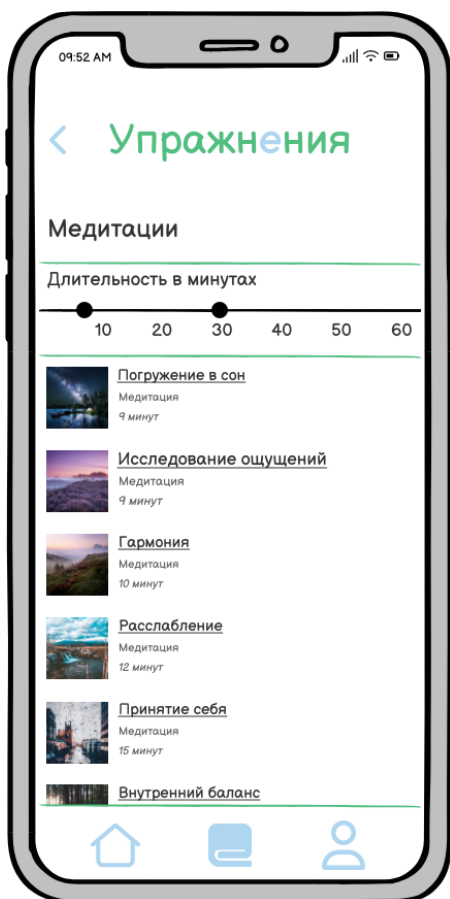 09:52 AM
Упражнения
Медитации
Длительность в минутах
10 20 30 40 50 60
Погружение в сон
Медитация
9 минут
Исследование ощущений
Медитация
9 минут
Гармония
Медитация
10 минут
Расслабление
Медитация
12 минут
Принятие себя
Медитация
15 минут
Внутренний баланс